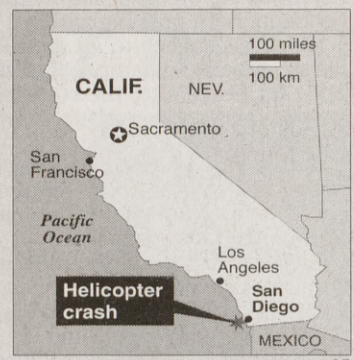 100 miles
100 km
CALIF.
NEV.
Sacramento
San
Francisco
Pacific
Ocean
Los
Angeles
Helicopter
crash
San
Diego
MEXICO